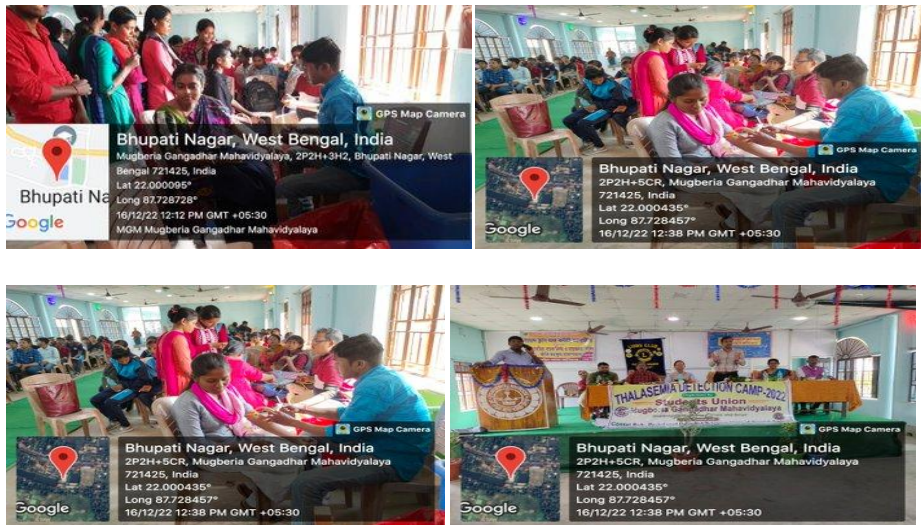 GPS Map Camera
Bhupati Nagar, West Bengal, India
Mugberia Gangadhar Mahavidyalaya, 2P2H+3H2, Bhupati Nagar, West
Bengal 721425, India
Lat 22.000095°
Long 87.728728°
16/12/22 12:12 PM GMT +05:30
MGM Mugberia Gangadhar Mahavidyalaya
Bhupati Na
Google
GPS Map Camera
Bhupati Nagar, West Bengal, India
2P2H+5CR, Mugberia Gangadhar Mahavidyalaya
721425, India
Lat 22.000435°
Long 87.728457°
16/12/22 12:38 PM GMT +05:30
Google
GPS Map Camera
Bhupati Nagar, West Bengal, India
2P2H+5CR, Mugberia Gangadhar Mahavidyalaya
721425, India
Lat 22.000435°
Long 87.728457°
16/12/22 12:38 PM GMT +05:30
Google
THALASEMIA DETECTION CAMP-2022
Students Union
Mugberia Gangadhar Mahavidyalaya
GPS Map Camera
Bhupati Nagar, West Bengal, India
2P2H+5CR, Mugberia Gangadhar Mahavidyalaya
721425, India
Lat 22.000435°
Long 87.728457°
16/12/22 12:38 PM GMT +05:30
Google